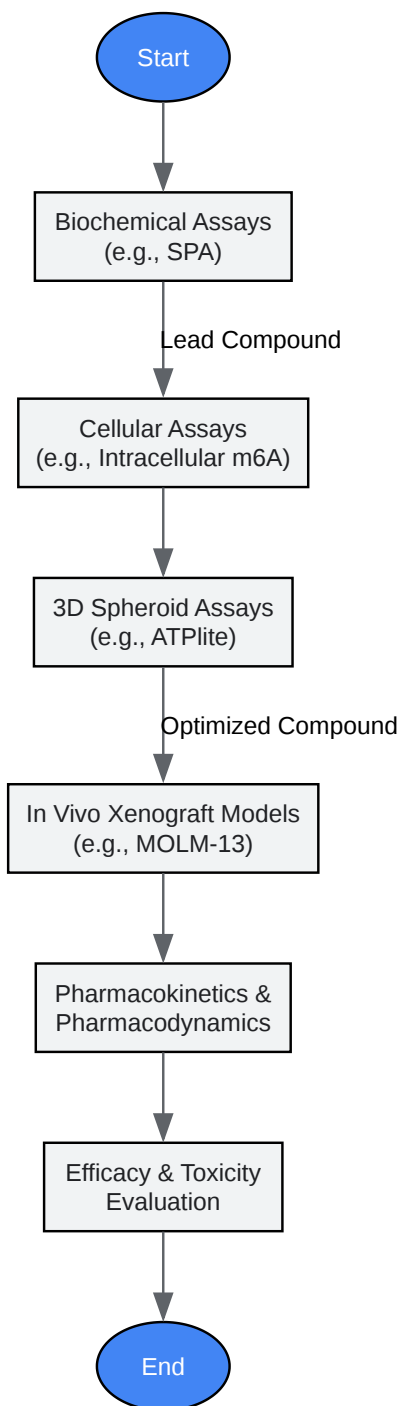 Start
Biochemical Assays
(e.g., SPA)
Lead Compound
Cellular Assays
(e.g., Intracellular m6A)
3D Spheroid Assays
(e.g., ATPlite)
Optimized Compound
In Vivo Xenograft Models
(e.g., MOLM-13)
Pharmacokinetics &
Pharmacodynamics
Efficacy & Toxicity
Evaluation
End